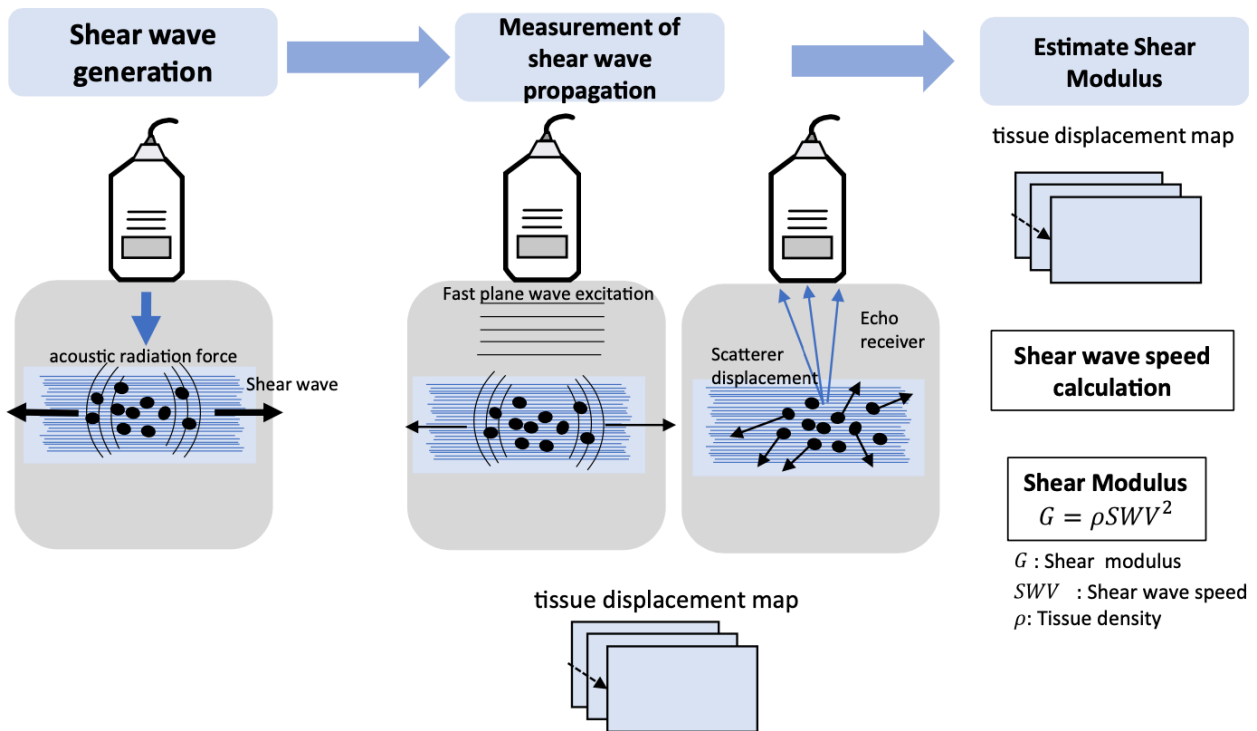 Shear wave
generation
Measurement of
shear wave
propagation
Estimate Shear
Modulus
acoustic radiation force
Shear wave
Fast plane wave excitation
Scatterer
displacement
Echo
receiver
tissue displacement map
tissue displacement map
Shear wave speed
calculation
Shear Modulus
G = ρSWV²
G : Shear modulus
SWV : Shear wave speed
ρ: Tissue density